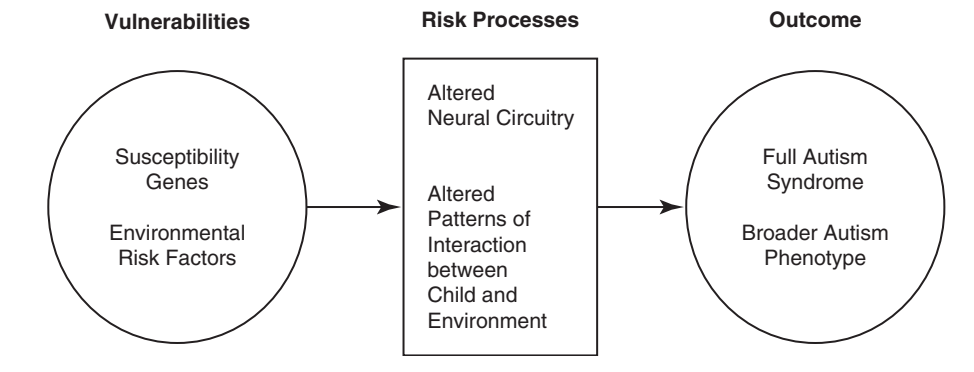 Vulnerabilities
Risk Processes
Outcome
Susceptibility
Genes
Environmental
Risk Factors
Altered
Neural Circuitry
Altered
Patterns of
Interaction
between
Child and
Environment
Full Autism
Syndrome
Broader Autism
Phenotype